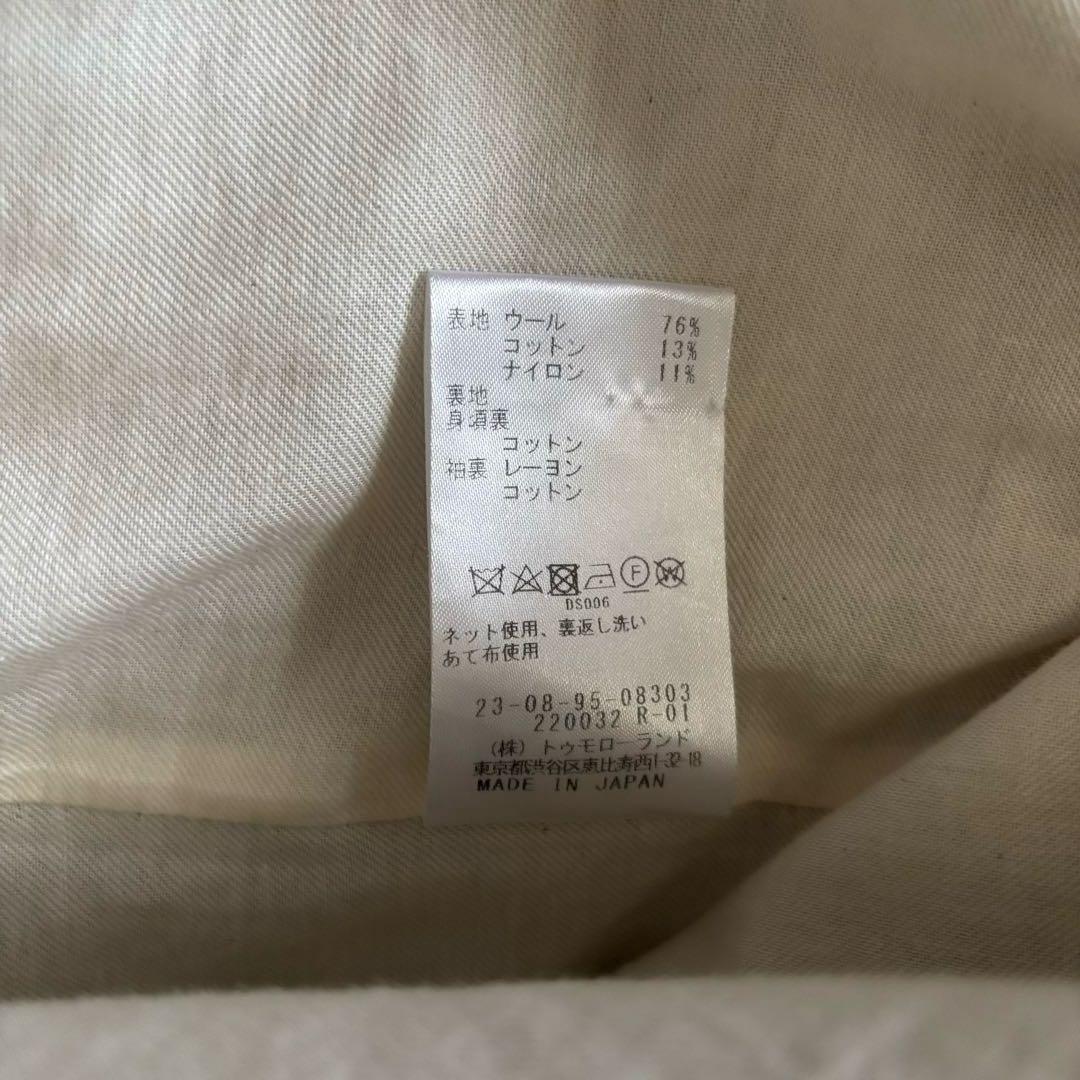 表地 ウール 76%
コットン 13%
ナイロン 11%
裏地
身頃裏
コットン
袖裏 レーヨン
コットン
F W
DS006
ネット使用、裏返し洗い
あて布使用
23-08-95-08303
220032 R-01
(株) トゥモローランド
東京都渋谷区恵比寿西1-32-18
MADE IN JAPAN